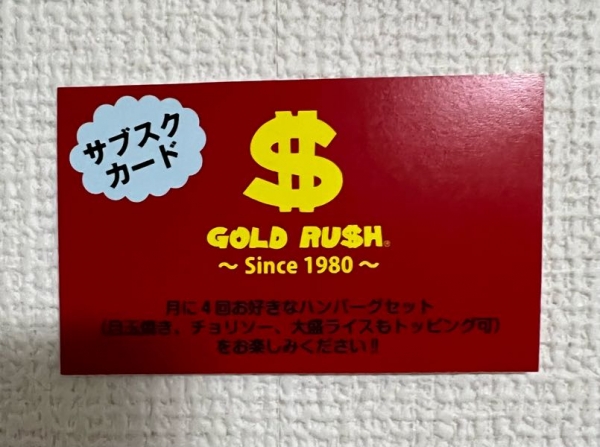 サブスク
カード
$
GOLD RU$H®
～ Since 1980 ～
月に４回お好きなハンバーグセット
(目玉焼き、チョリソー、大盛ライスもトッピング可)
をお楽しみください!!